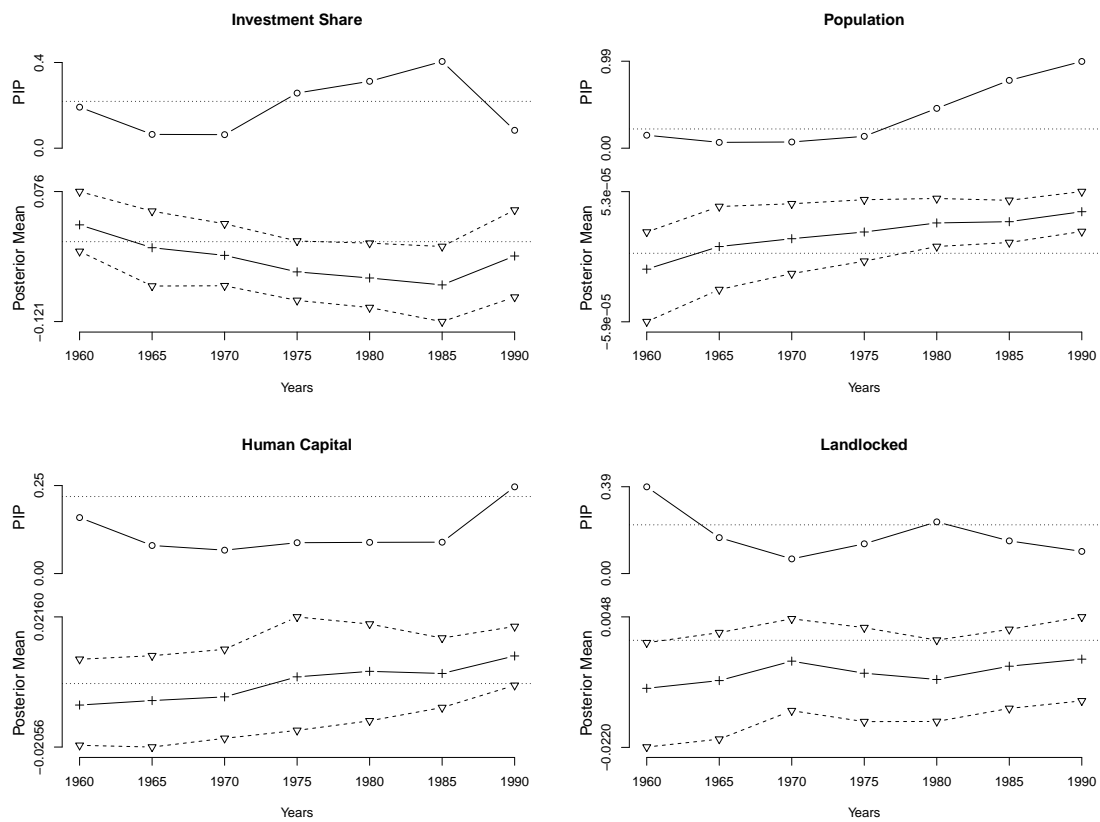 Investment Share
PIP
0.4
0.0
Posterior Mean
0.076
−0.121
1960 1965 1970 1975 1980 1985 1990
Years
Population
PIP
0.99
0.00
Posterior Mean
5.3e−05
−5.9e−05
1960 1965 1970 1975 1980 1985 1990
Years
Human Capital
PIP
0.25
0.00
Posterior Mean
0.02160
−0.02056
1960 1965 1970 1975 1980 1985 1990
Years
Landlocked
PIP
0.39
0.00
Posterior Mean
0.0048
−0.0220
1960 1965 1970 1975 1980 1985 1990
Years